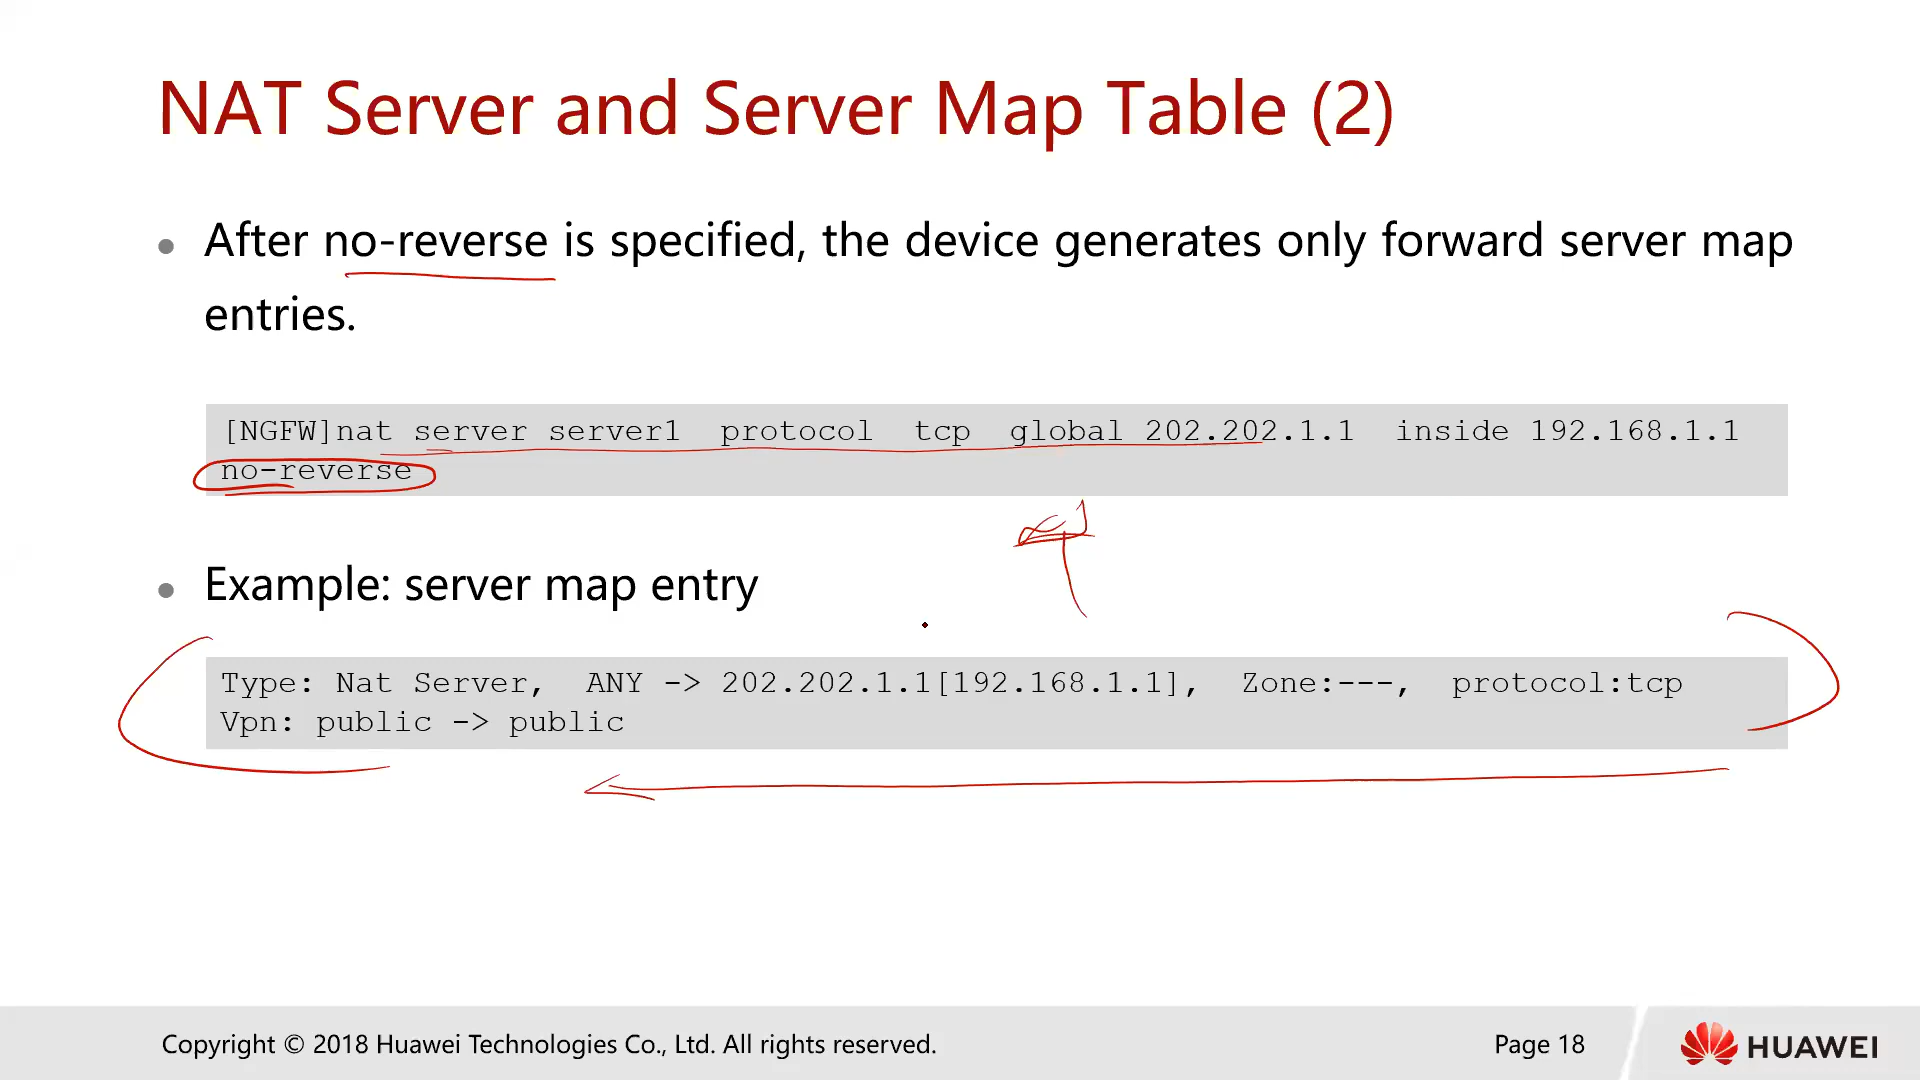 NAT Server and Server Map Table (2)
After no-reverse is specified, the device generates only forward server map
entries.
[NGFW]nat server server1 protocol tcp global 202.202.1.1 inside 192.168.1.1
no-reverse
Example: server map entry
Type: Nat Server, ANY -> 202.202.1.1[192.168.1.1], Zone:---, protocol:tcp
Vpn: public -> public
Copyright © 2018 Huawei Technologies Co., Ltd. All rights reserved.
Page 18
HUAWEI